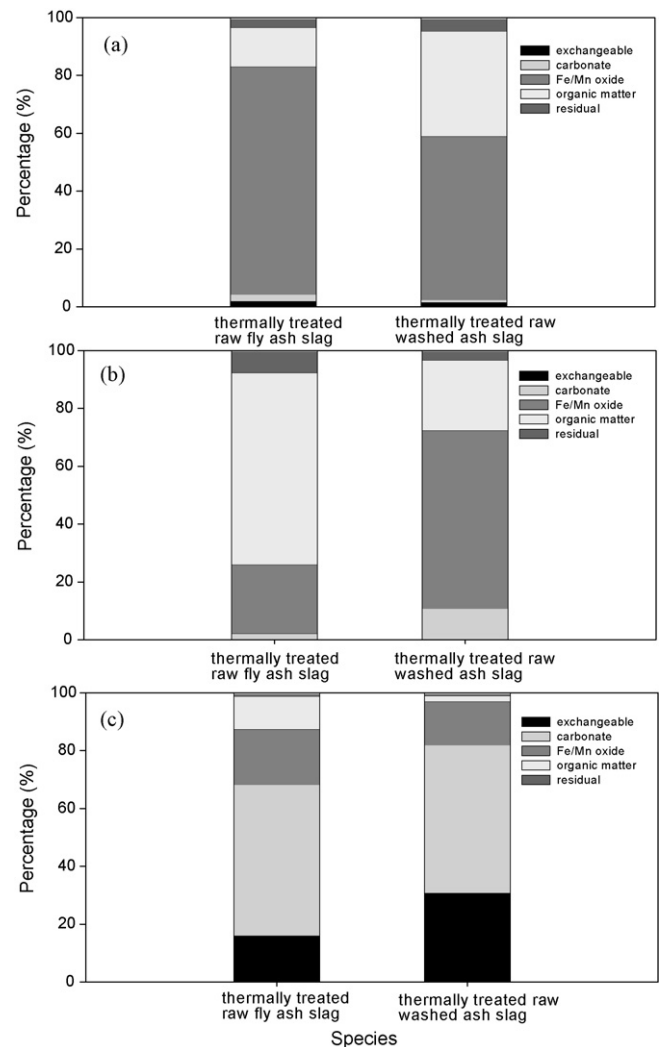 (a)
100
80
60
40
20
0
Percentage (%)
excheangeable
carbonate
Fe/Mn oxide
organic matter
residual
thermally treated
raw fly ash slag
thermally treated raw
washed ash slag
(b)
100
80
60
40
20
0
Percentage (%)
exchangeable
carbonate
Fe/Mn oxide
organic matter
residual
thermally treated
raw fly ash slag
thermally treated raw
washed ash slag
(c)
100
80
60
40
20
0
Percentage (%)
exchangeable
carbonate
Fe/Mn oxide
organic matter
residual
thermally treated
raw fly ash slag
thermally treated raw
washed ash slag
Species